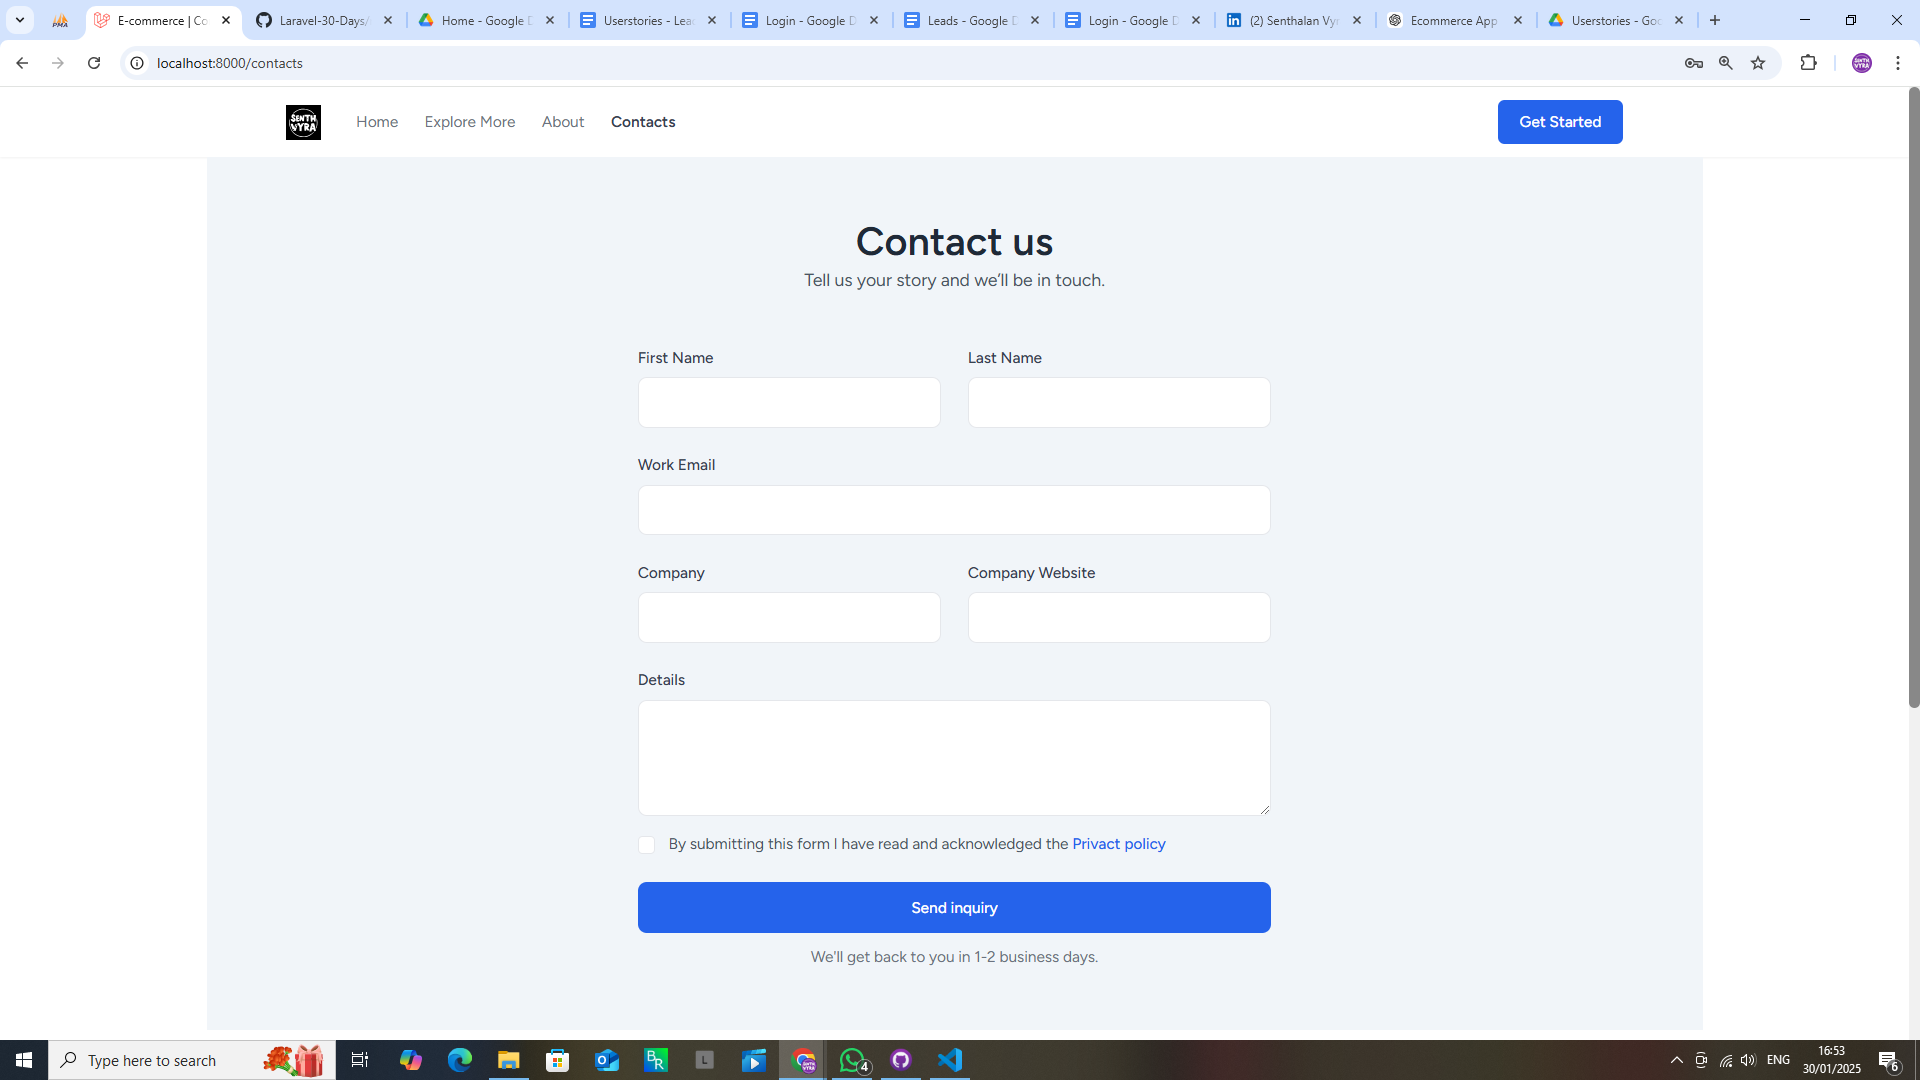 E-commerce | Co
Laravel-30-Days/
Home - Google D
Userstories - Lead
Login - Google D
Leads - Google D
Login - Google D
(2) Senthalan Vyr
Ecommerce App
Userstories - Goo
localhost:8000/contacts
SENTH
VYRA
Home
Explore More
About
Contacts
Get Started
Contact us
Tell us your story and we’ll be in touch.
First Name
Last Name
Work Email
Company
Company Website
Details
By submitting this form I have read and acknowledged the Privact policy
Send inquiry
We'll get back to you in 1-2 business days.
Type here to search
BR
L
4
ENG
16:53
30/01/2025
6